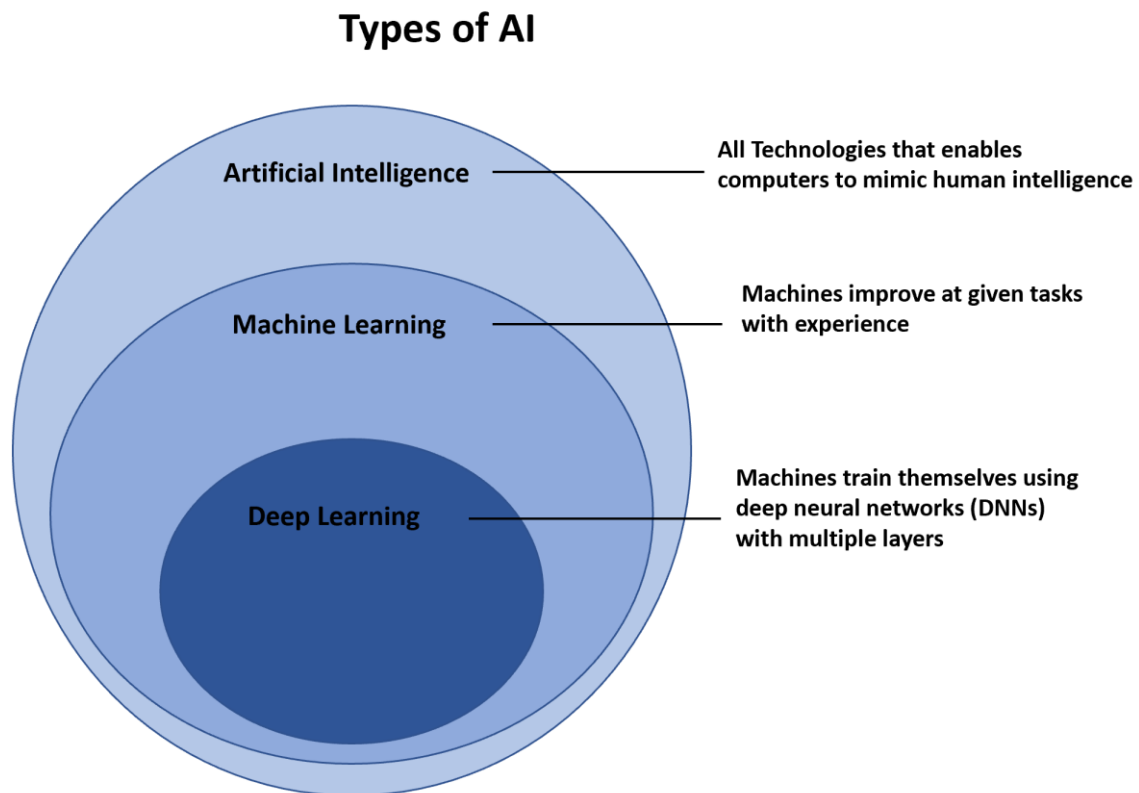 Types of AI
Artificial Intelligence
All Technologies that enables
computers to mimic human intelligence
Machine Learning
Machines improve at given tasks
with experience
Deep Learning
Machines train themselves using
deep neural networks (DNNs)
with multiple layers